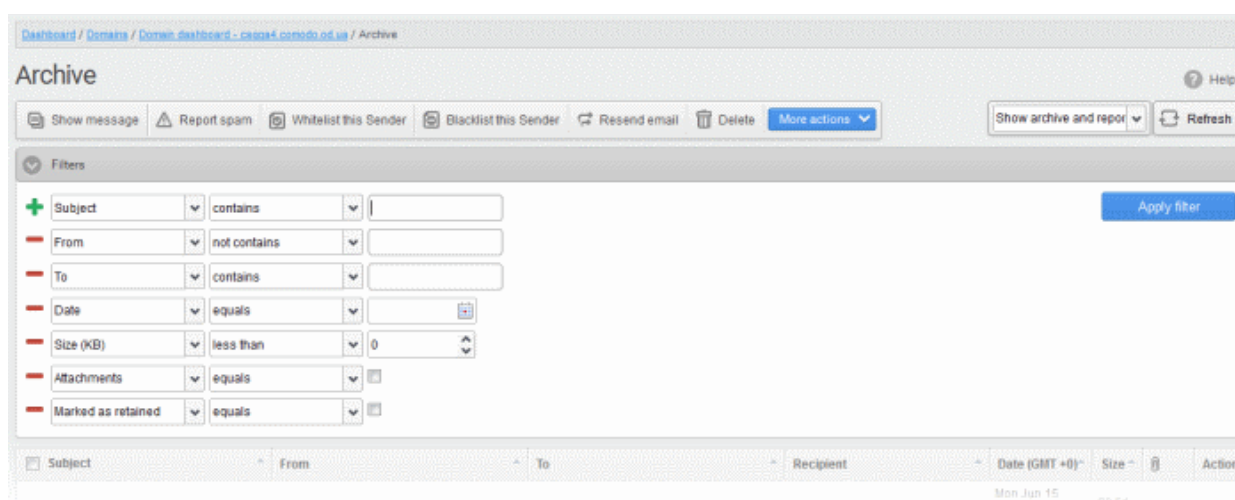 Dashboard / Domains / Domain dashboard - casga4.comodo.od.ua / Archive
Archive
Help
Show message Report spam Whitelist this Sender Blacklist this Sender Resend email Delete More actions Show archive and repor Refresh
Filters
Subject contains Apply filter
From not contains
To contains
Date equals
Size (KB) less than 0
Attachments equals
Marked as retained equals
Subject From To Recipient Date (GMT +0) Size Action
Mon Jun 15